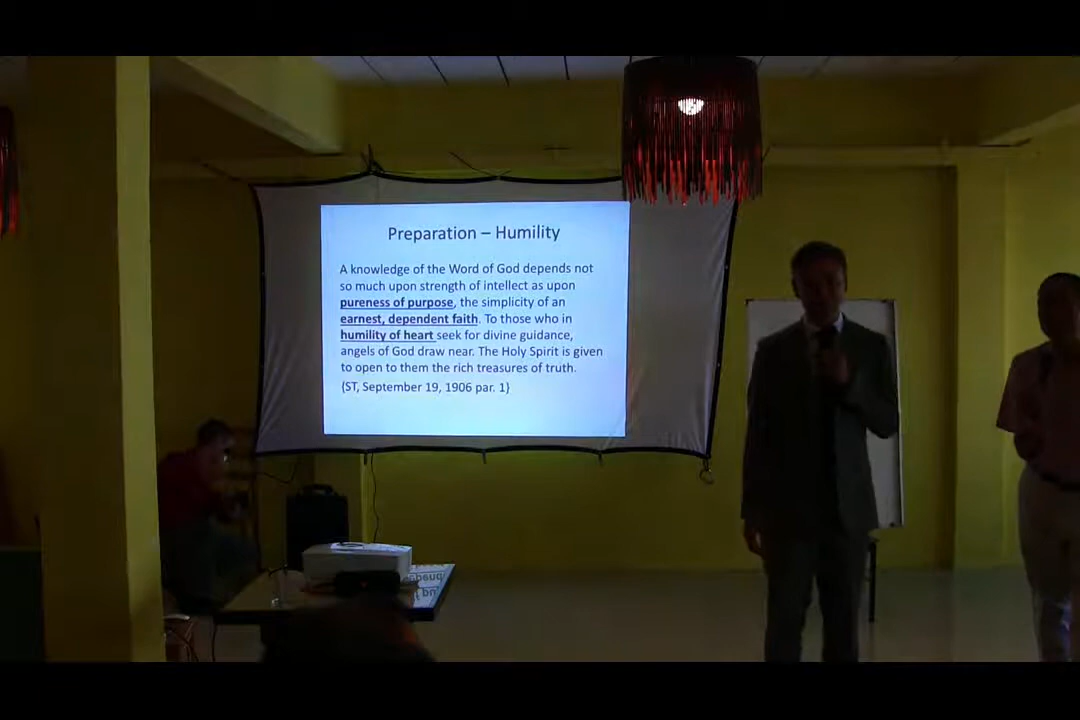 Preparation – Humility
A knowledge of the Word of God depends not
so much upon strength of intellect as upon
pureness of purpose, the simplicity of an
earnest, dependent faith. To those who in
humility of heart seek for divine guidance,
angels of God draw near. The Holy Spirit is given
to open to them the rich treasures of truth.
{ST, September 19, 1906 par. 1}